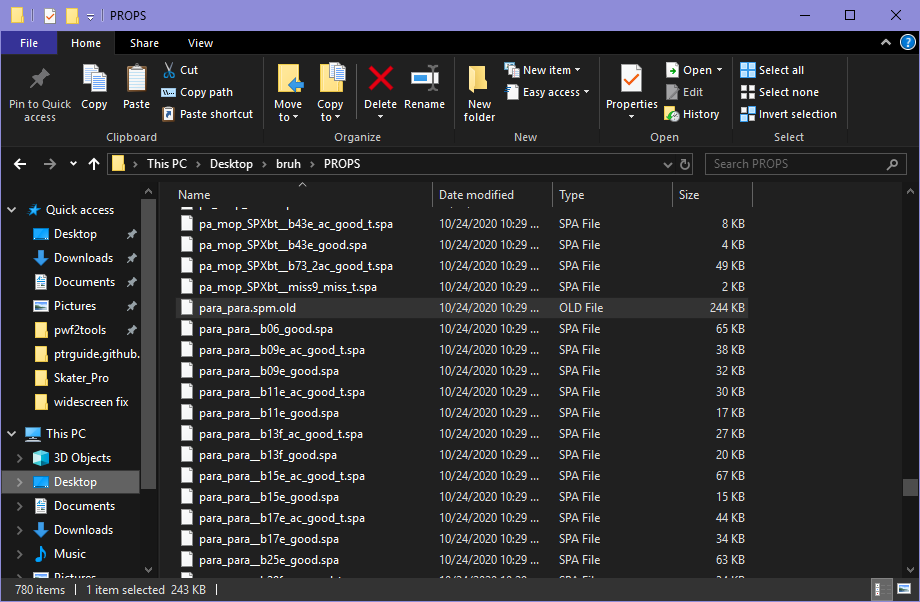 PROPS
File Home Share View
Pin to Quick access
Copy
Paste
Cut
Copy path
Paste shortcut
Clipboard
Move to
Copy to
Delete
Rename
Organize
New folder
New item
Easy access
New
Properties
Open
Edit
History
Open
Select all
Select none
Invert selection
Select
This PC > Desktop > bruh > PROPS
Search PROPS
Quick access
Desktop
Downloads
Documents
Pictures
pwf2tools
ptrguide.github.
Skater_Pro
widescreen fix
This PC
3D Objects
Desktop
Documents
Downloads
Music
Pictures
Name Date modified Type Size
pa_mop_SPXbt__b43e_ac_good_t.spa 10/24/2020 10:29 ... SPA File 8 KB
pa_mop_SPXbt__b43e_good.spa 10/24/2020 10:29 ... SPA File 4 KB
pa_mop_SPXbt__b73_2ac_good_t.spa 10/24/2020 10:29 ... SPA File 49 KB
pa_mop_SPXbt__miss9_miss_t.spa 10/24/2020 10:29 ... SPA File 2 KB
para_para.spm.old 10/24/2020 10:29 ... OLD File 244 KB
para_para__b06_good.spa 10/24/2020 10:29 ... SPA File 65 KB
para_para__b09e_ac_good_t.spa 10/24/2020 10:29 ... SPA File 38 KB
para_para__b09e_good.spa 10/24/2020 10:29 ... SPA File 32 KB
para_para__b11e_ac_good_t.spa 10/24/2020 10:29 ... SPA File 30 KB
para_para__b11e_good.spa 10/24/2020 10:29 ... SPA File 17 KB
para_para__b13f_ac_good_t.spa 10/24/2020 10:29 ... SPA File 27 KB
para_para__b13f_good.spa 10/24/2020 10:29 ... SPA File 20 KB
para_para__b15e_ac_good_t.spa 10/24/2020 10:29 ... SPA File 67 KB
para_para__b15e_good.spa 10/24/2020 10:29 ... SPA File 15 KB
para_para__b17e_ac_good_t.spa 10/24/2020 10:29 ... SPA File 44 KB
para_para__b17e_good.spa 10/24/2020 10:29 ... SPA File 34 KB
para_para__b25e_good.spa 10/24/2020 10:29 ... SPA File 63 KB
780 items 1 item selected 243 KB